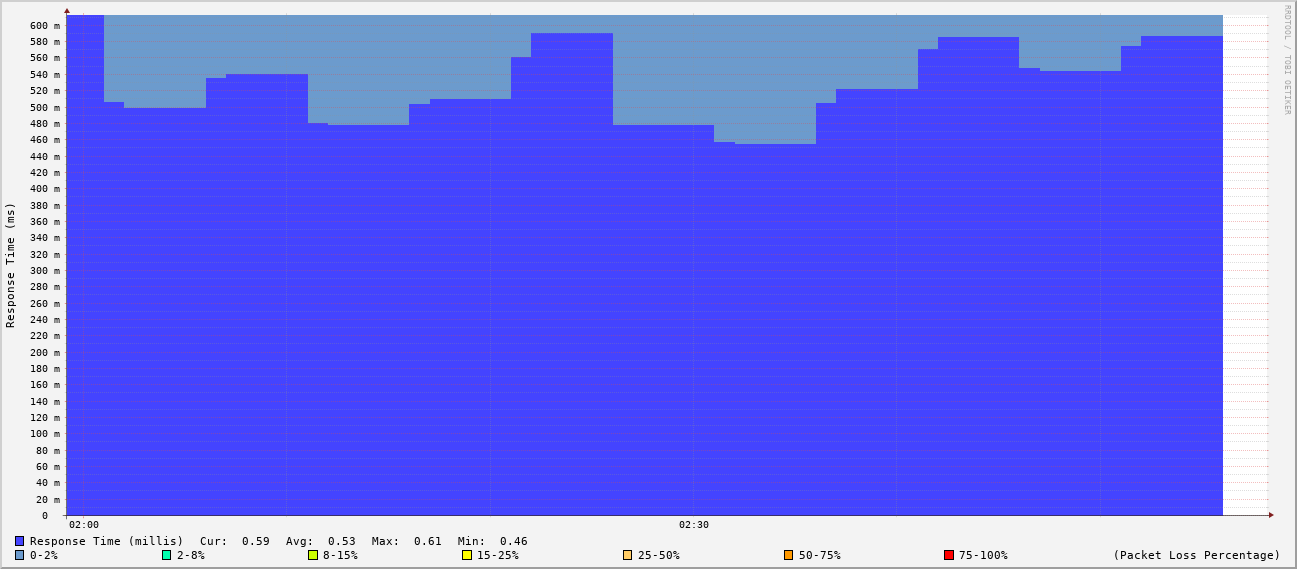 RRDTOOL / TOBI OETIKER
Response Time (ms)
600 m
580 m
560 m
540 m
520 m
500 m
480 m
460 m
440 m
420 m
400 m
380 m
360 m
340 m
320 m
300 m
280 m
260 m
240 m
220 m
200 m
180 m
160 m
140 m
120 m
100 m
80 m
60 m
40 m
20 m
0
02:00 02:30
Response Time (millis) Cur: 0.59 Avg: 0.53 Max: 0.61 Min: 0.46
0-2% 2-8% 8-15% 15-25% 25-50% 50-75% 75-100% (Packet Loss Percentage)